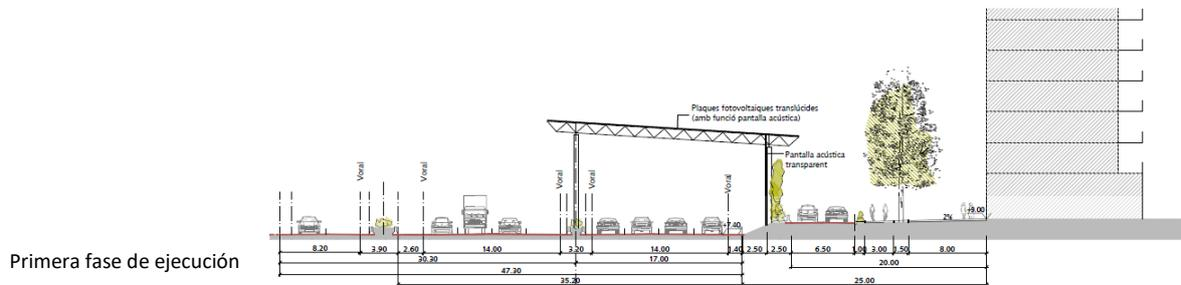 Plaques fotovoltaiques translúcides
(amb funció pantalla acústica)
Pantalla acústica
transparent
Voral
Voral
Voral
Voral
Voral
+7.40
2%
+9.00
8.20 3.90 2.60 14.00 3.20 14.00 1.40 2.50 2.50 6.50 1.00 3.00 1.50 8.00
30.30 17.00 20.00
47.30
35.20 25.00
Primera fase de ejecución